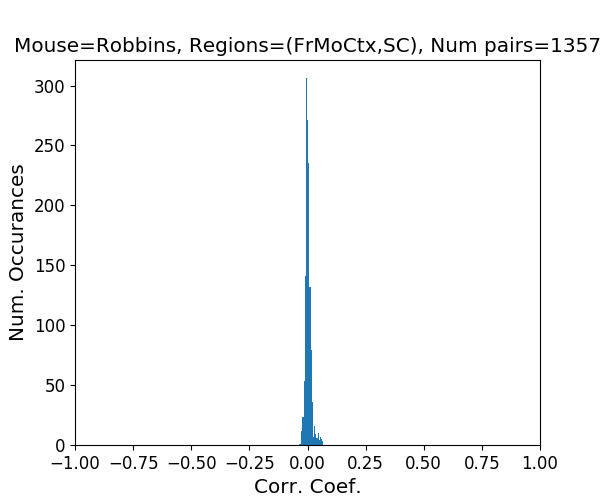 Mouse=Robbins, Regions=(FrMoCtx,SC), Num pairs=1357
300
250
200
150
100
50
0
Num. Occurances
−1.00 −0.75 −0.50 −0.25 0.00 0.25 0.50 0.75 1.00
Corr. Coef.